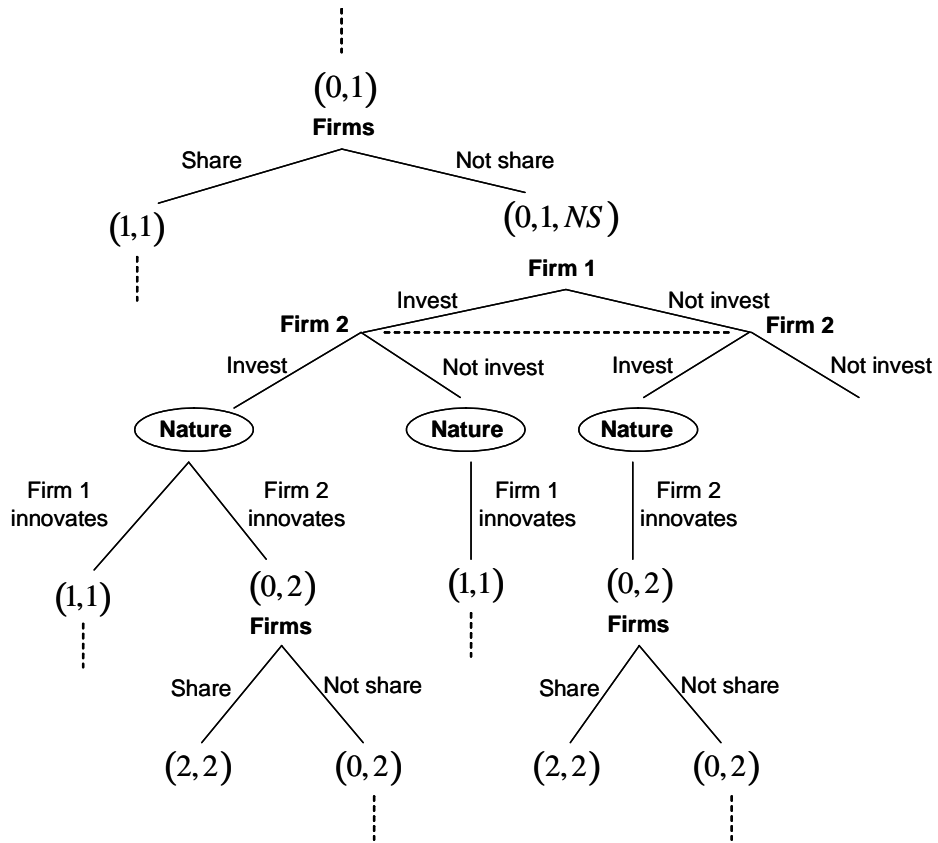 (0,1)
Firms
Share
Not share
(1,1)
(0,1,NS)
Firm 1
Invest
Not invest
Firm 2
Firm 2
Invest
Not invest
Invest
Not invest
Nature
Nature
Nature
Firm 1
innovates
Firm 2
innovates
Firm 1
innovates
Firm 2
innovates
(1,1)
(0,2)
(1,1)
(0,2)
Firms
Firms
Share
Not share
Share
Not share
(2,2)
(0,2)
(2,2)
(0,2)